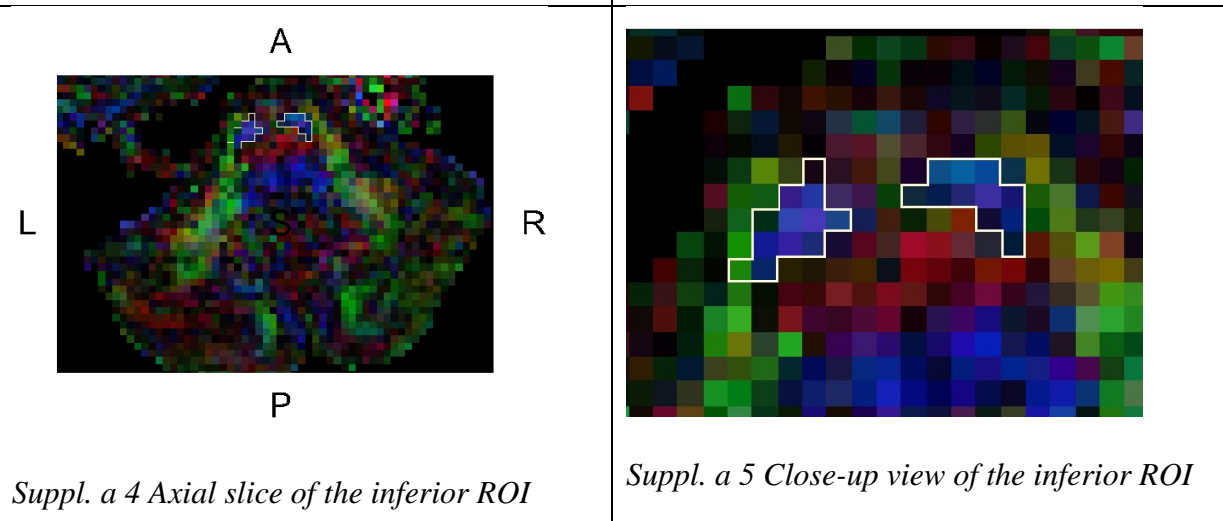 A
L
S
R
P
Suppl. a 4 Axial slice of the inferior ROI
Suppl. a 5 Close-up view of the inferior ROI